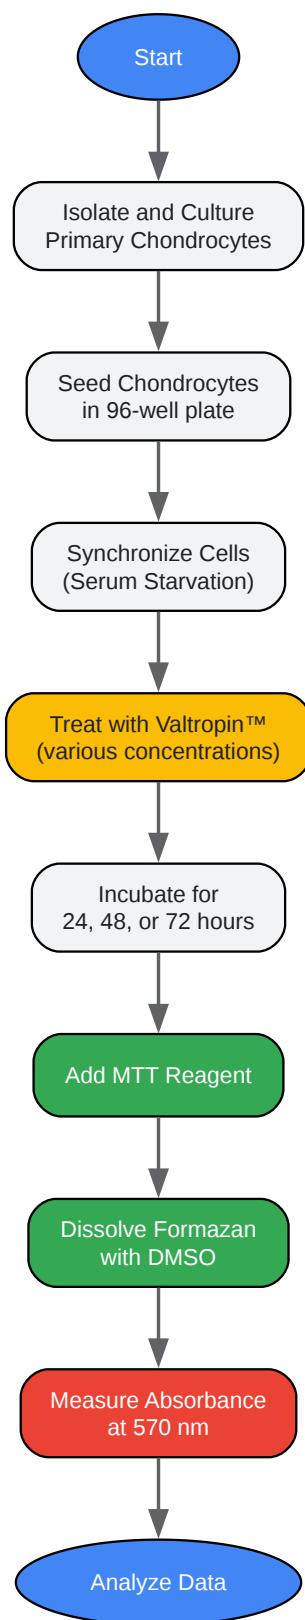 Start
Isolate and Culture
Primary Chondrocytes
Seed Chondrocytes
in 96-well plate
Synchronize Cells
(Serum Starvation)
Treat with Valtropin™
(various concentrations)
Incubate for
24, 48, or 72 hours
Add MTT Reagent
Dissolve Formazan
with DMSO
Measure Absorbance
at 570 nm
Analyze Data